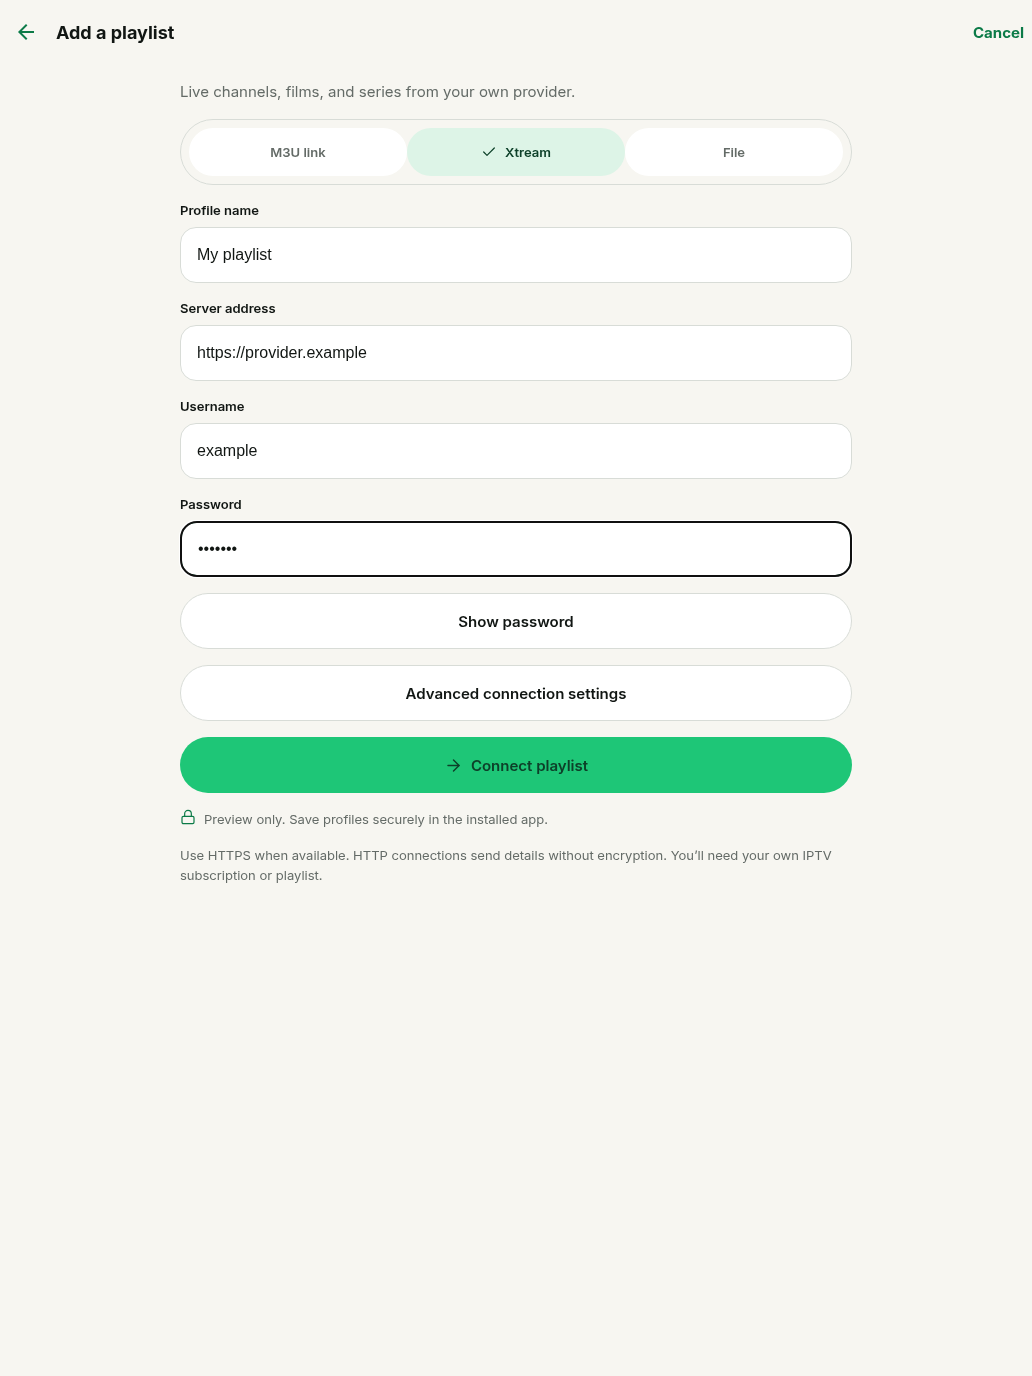 Add a playlist
Cancel
Live channels, films, and series from your own provider.
M3U link
Xtream
File
Profile name
My playlist
Server address
https://provider.example
Username
example
Password
•••••••
Show password
Advanced connection settings
Connect playlist
Preview only. Save profiles securely in the installed app.
Use HTTPS when available. HTTP connections send details without encryption. You’ll need your own IPTV
subscription or playlist.